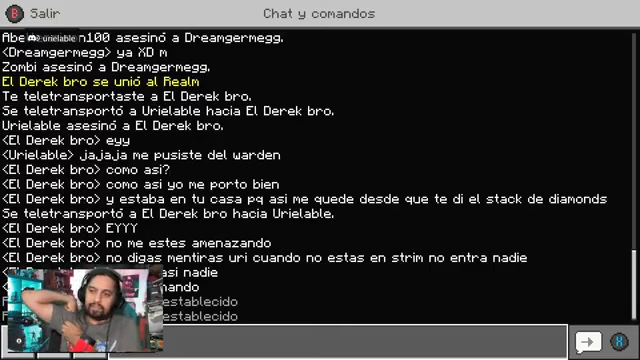 B Salir
Chat y comandos
Abe n100 asesinó a Dreamgermegg.
urielable
<Dreamgermegg> ya XD m
Zombi asesinó a Dreamgermegg.
El Derek bro se unió al Realm
Te teletransportaste a El Derek bro.
Se teletransportó a Urielable hacia El Derek bro.
Urielable asesinó a El Derek bro.
<El Derek bro> eyy
<Urielable> jajaja me pusiste del warden
<El Derek bro> como asi?
<El Derek bro> como asi yo me porto bien
<El Derek bro> y estaba en tu casa pq asi me quede desde que te di el stack de diamonds
Se teletransportó a El Derek bro hacia Urielable.
<El Derek bro> EYYY
<El Derek bro> no me estes amenazando
<El Derek bro> no digas mentiras uri cuando no estas en strim no entra nadie
asi nadie
nando
establecido
establecido
X